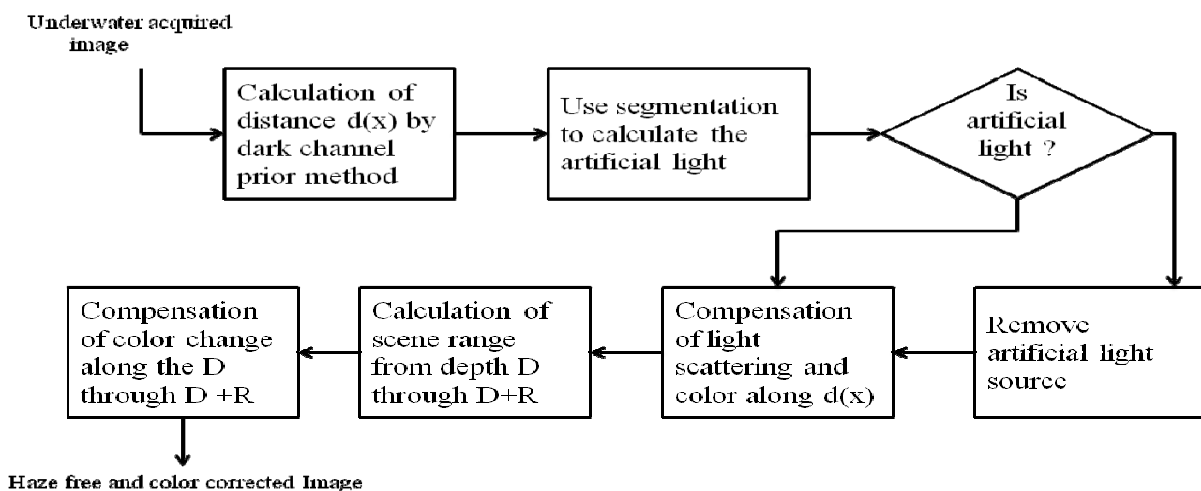 Underwater acquired
image
Calculation of
distance d(x) by
dark channel
prior method
Use segmentation
to calculate the
artificial light
Is
artificial
light ?
Remove
artificial light
source
Compensation
of light
scattering and
color along d(x)
Calculation of
scene range
from depth D
through D+R
Compensation
of color change
along the D
through D +R
Haze free and color corrected Image